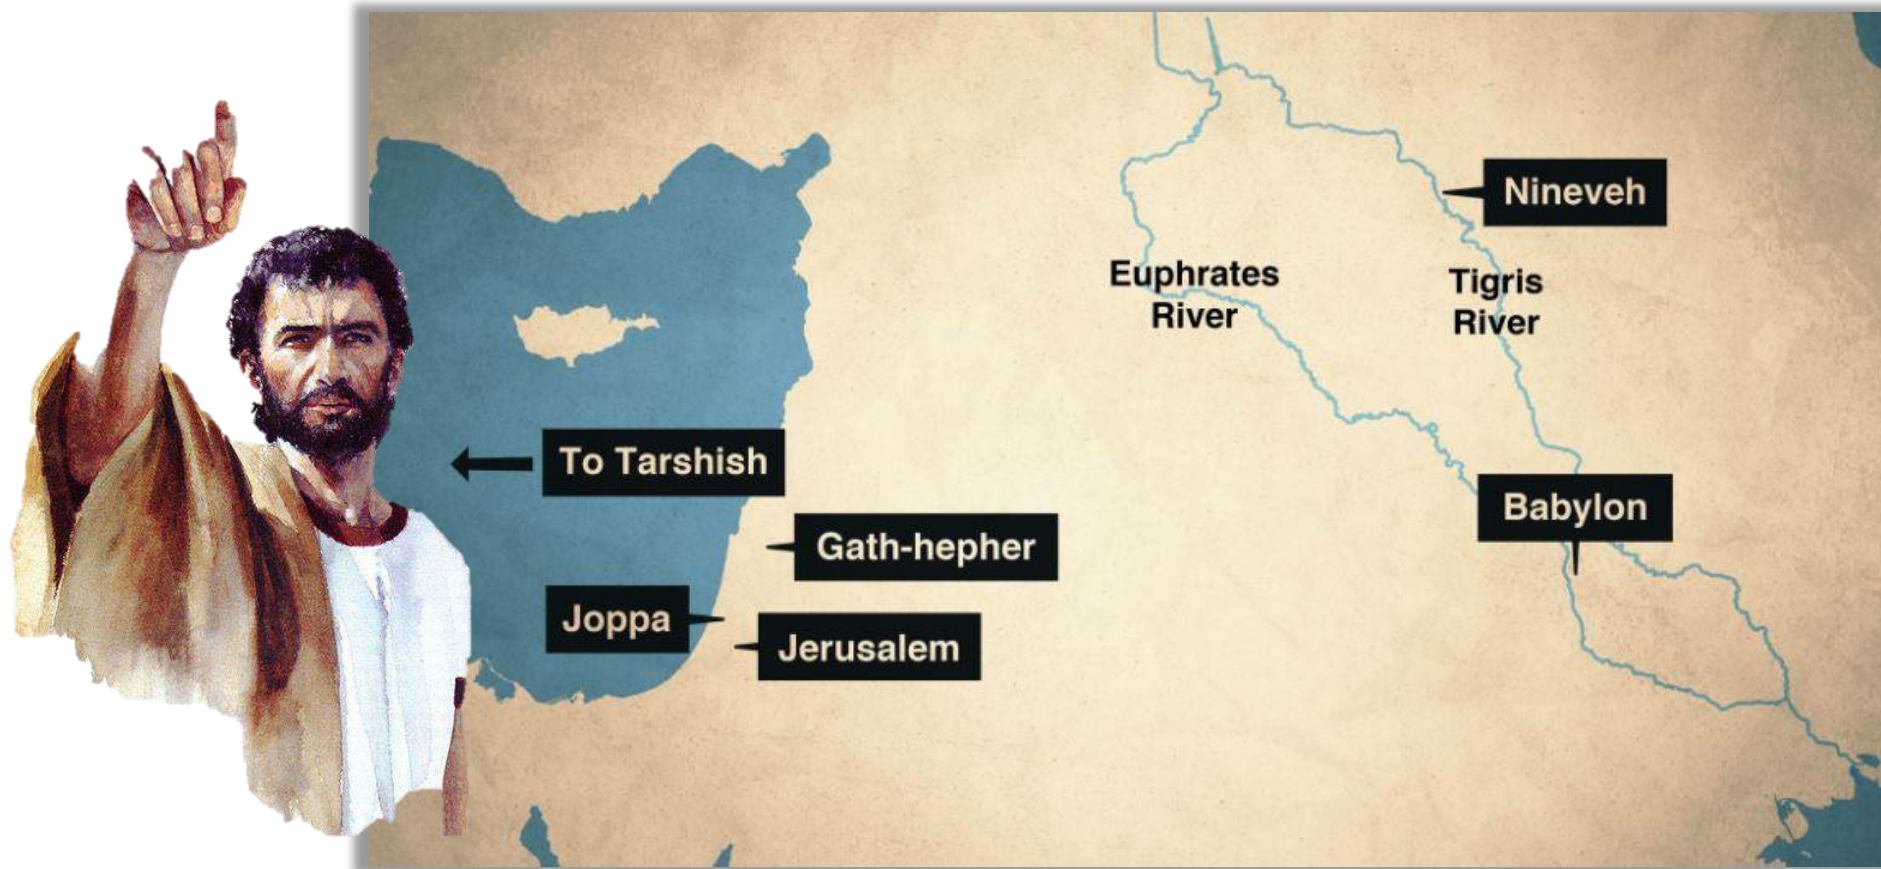 Nineveh
Euphrates
River
Tigris
River
To Tarshish
Babylon
Gath-hepher
Joppa
Jerusalem